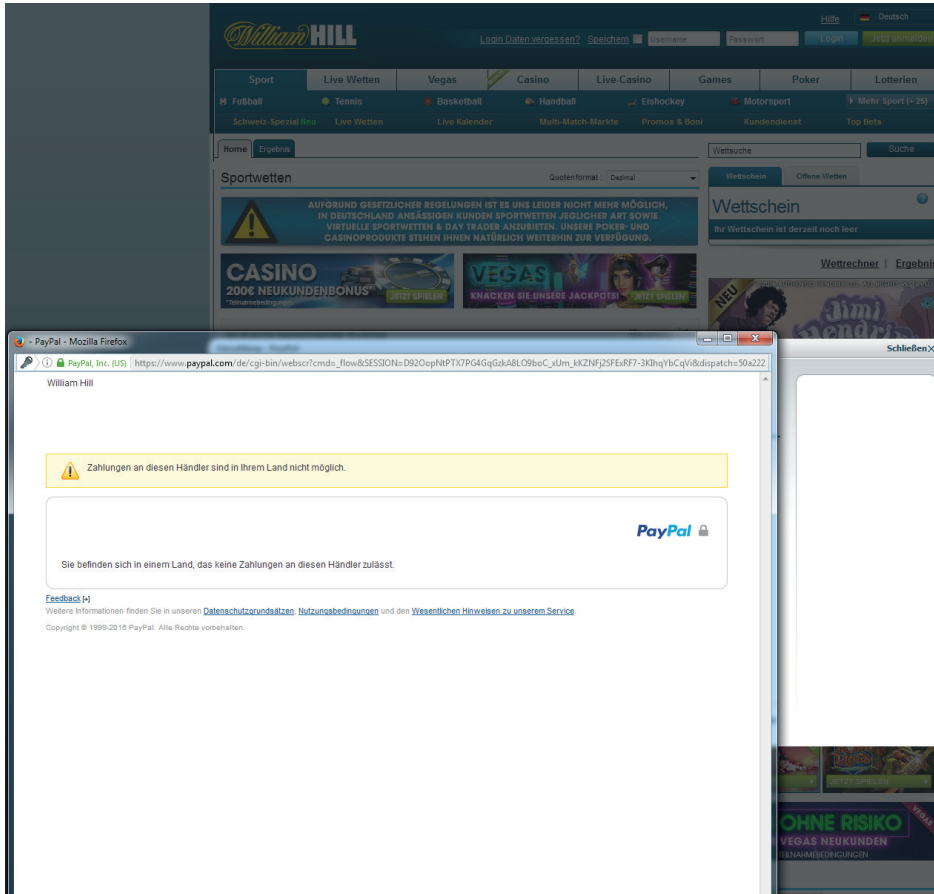 William HILL
Hilfe
Deutsch
Login Daten vergessen? Speichern Username Passwort Login Jetzt anmelden
Sport Live Wetten Vegas Casino Live-Casino Games Poker Lotterien
Fußball Tennis Basketball Handball Eishockey Motorsport Mehr Sport (+ 25)
Schweiz-Spezial Neu Live Wetten Live Kalender Multi-Match-Märkte Promos & Boni Kundendienst Top Bets
Home Ergebnis
Wettsuche Suche
Sportwetten
Quotenformat : Dezimal
Wettschein Offene Wetten
AUFGRUND GESETZLICHER REGELUNGEN IST ES UNS LEIDER NICHT MEHR MÖGLICH,
IN DEUTSCHLAND ANSÄSSIGEN KUNDEN SPORTWETTEN JEGLICHER ART SOWIE
VIRTUELLE SPORTWETTEN & DAY TRADER ANZUBIETEN. UNSERE POKER- UND
CASINOPRODUKTE STEHEN IHNEN NATÜRLICH WEITERHIN ZUR VERFÜGUNG.
Wettschein
Ihr Wettschein ist derzeit noch leer
Wettrechner | Ergebnis
CASINO
200€ NEUKUNDENBONUS*
*Teilnahmebedingungen
JETZT SPIELEN
VEGAS
KNACKEN SIE UNSERE JACKPOTS!
JETZT SPIELEN
NEU
Jimi
Hendrix
- PayPal - Mozilla Firefox
PayPal, Inc. (US) https://www.paypal.com/de/cgi-bin/webscr?cmd=_flow&SESSION=D92OopNtPTX7PG4GqGzkA8LO9boC_xUm_kKZNFj2SFExRF7-3KIhqYbCqVi&dispatch=50a222
Schließen X
William Hill
Zahlungen an diesen Händler sind in Ihrem Land nicht möglich.
PayPal
Sie befinden sich in einem Land, das keine Zahlungen an diesen Händler zulässt.
Feedback [+]
Weitere Informationen finden Sie in unseren Datenschutzgrundsätzen, Nutzungsbedingungen und den Wesentlichen Hinweisen zu unserem Service.
Copyright © 1999-2016 PayPal. Alle Rechte vorbehalten.
JETZT SPIELEN
OHNE RISIKO
VEGAS NEUKUNDEN
TEILNAHMEBEDINGUNGEN
VEGAS